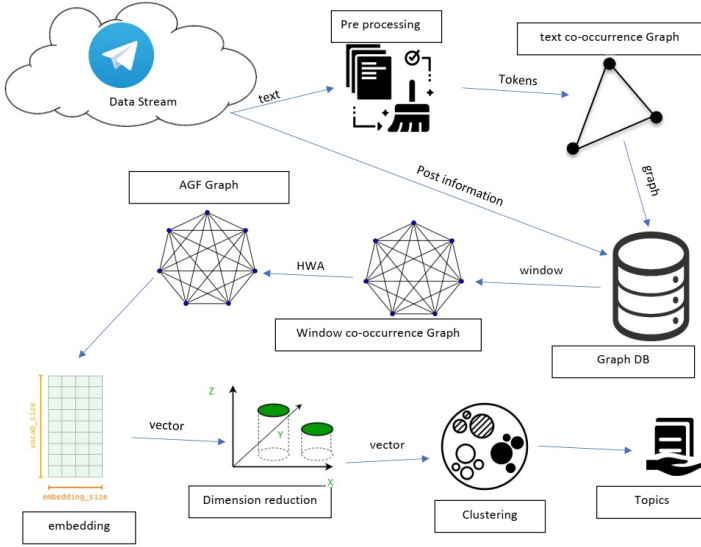 Pre processing
text co-occurrence Graph
Data Stream
text
Tokens
graph
Post information
AGF Graph
HWA
window
Window co-occurrence Graph
Graph DB
vocab_size
embedding_size
embedding
vector
Z
Y
X
Dimension reduction
vector
Clustering
Topics